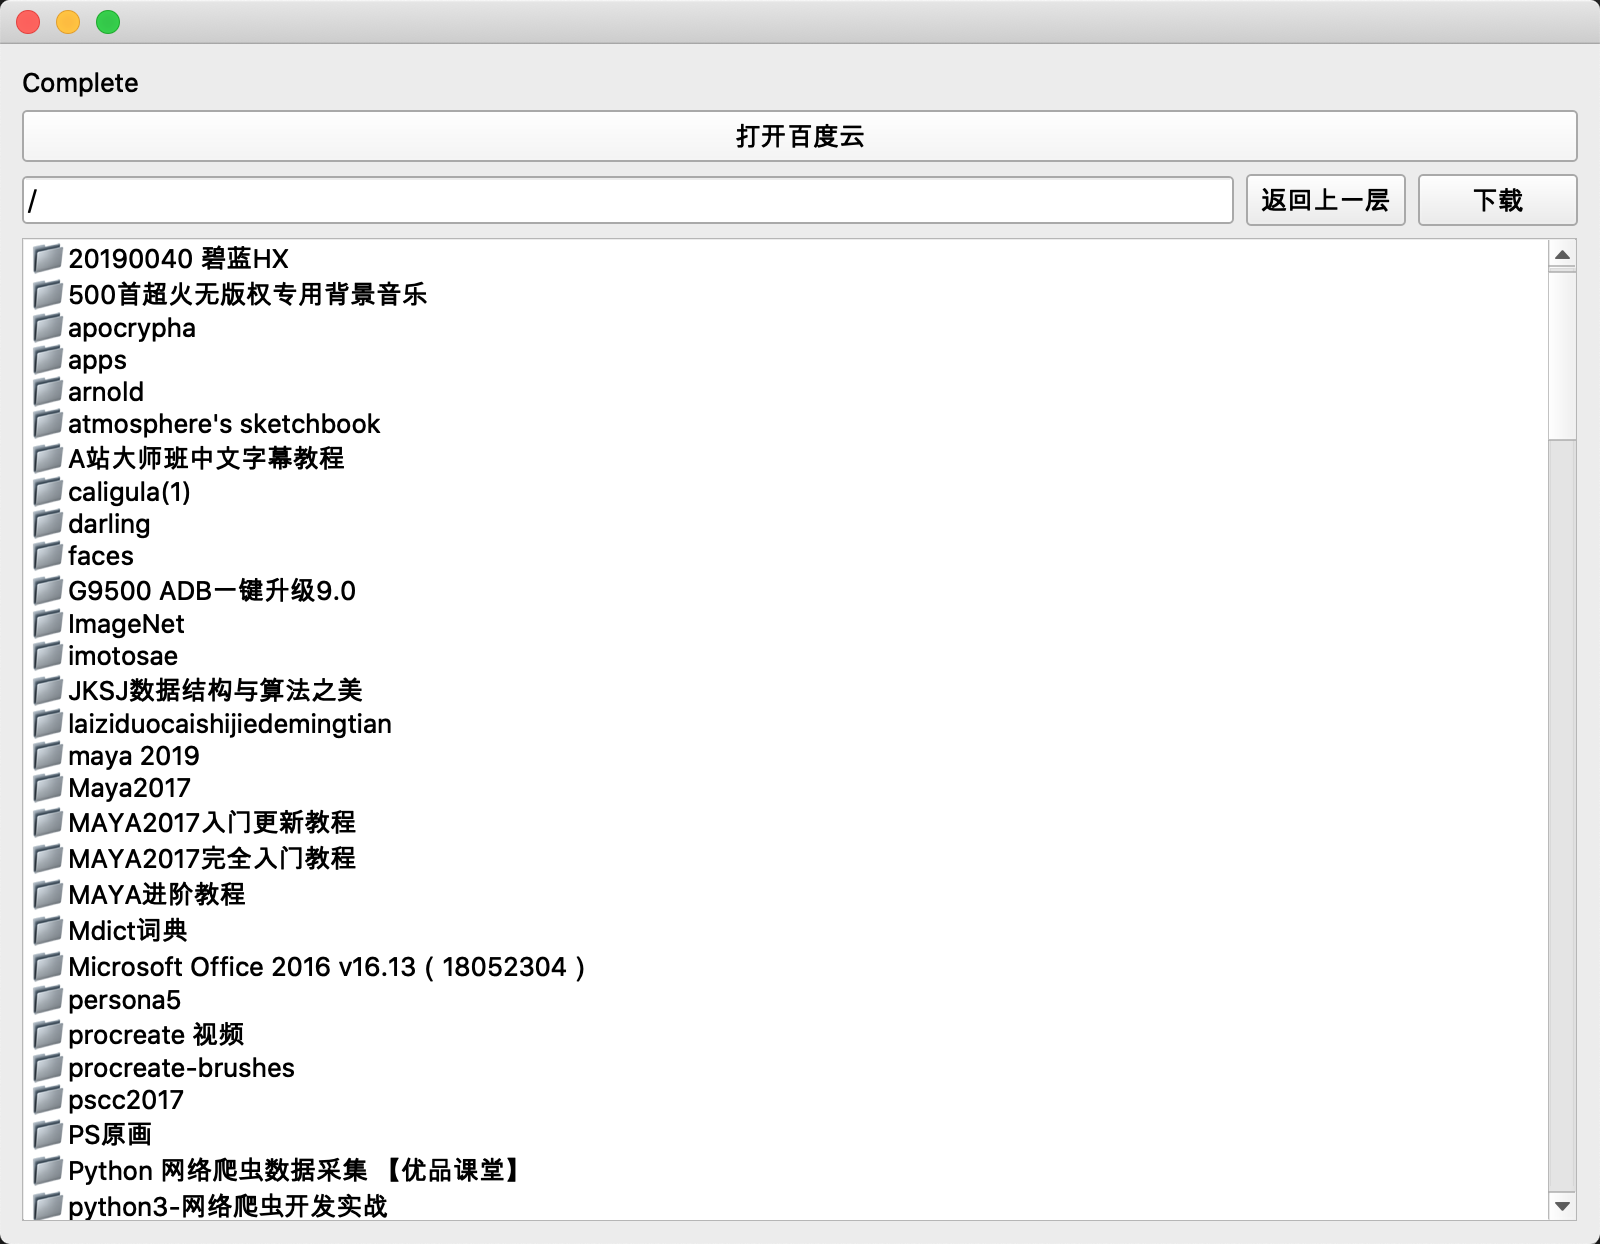 Complete
打开百度云
/ 返回上一层 下载
20190040 碧蓝HX
500首超火无版权专用背景音乐
apocrypha
apps
arnold
atmosphere's sketchbook
A站大师班中文字幕教程
caligula(1)
darling
faces
G9500 ADB一键升级9.0
ImageNet
imotosae
JKSJ数据结构与算法之美
laiziduocaishijiedemingtian
maya 2019
Maya2017
MAYA2017入门更新教程
MAYA2017完全入门教程
MAYA进阶教程
Mdict词典
Microsoft Office 2016 v16.13（18052304）
persona5
procreate 视频
procreate-brushes
pscc2017
PS原画
Python 网络爬虫数据采集 【优品课堂】
python3-网络爬虫开发实战